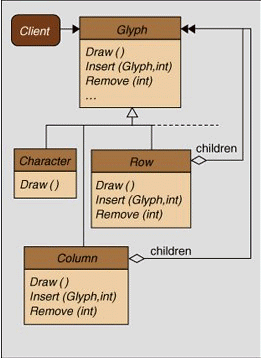 Client
Glyph
Draw ( )
Insert (Glyph,int)
Remove (int)
...
Character
Draw ( )
Row
Draw ( )
Insert (Glyph,int)
Remove (int)
children
Column
Draw ( )
Insert (Glyph,int)
Remove (int)
children